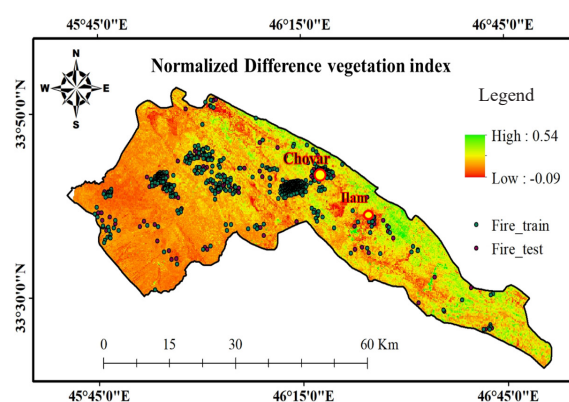 45°45'0"E 46°15'0"E 46°45'0"E
Normalized Difference vegetation index
N
W E
S
33°50'0"N
33°30'0"N
Legend
High : 0.54
Low : -0.09
Fire_train
Fire_test
Chovar
Ilam
0 15 30 60 Km
45°45'0"E 46°15'0"E 46°45'0"E